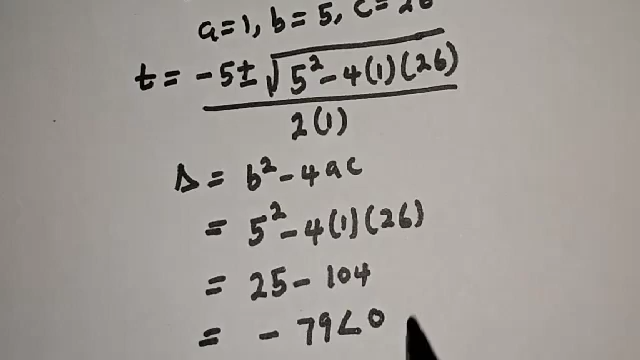 a=1, b=5, c=26
t = -5± √5²-4(1)(26)
2(1)
Δ = b²-4ac
= 5²-4(1)(26)
= 25-104
= -79<0